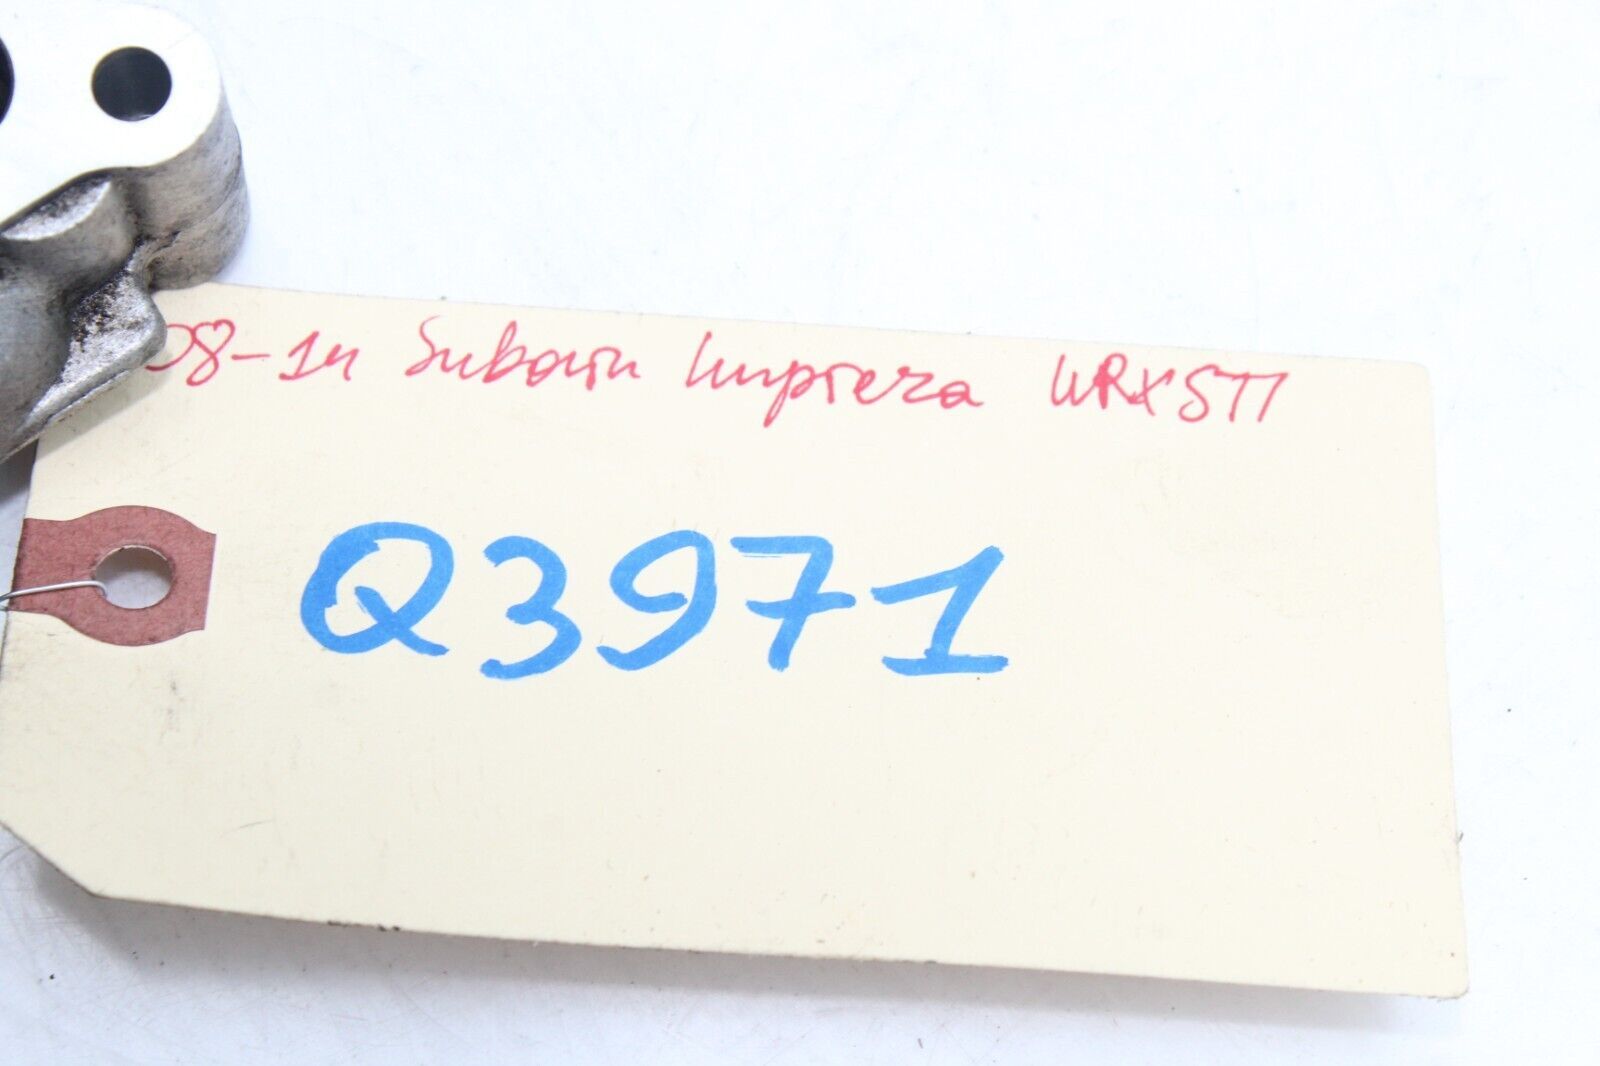 08-14 Subaru Impreza WRX STI
Q3971